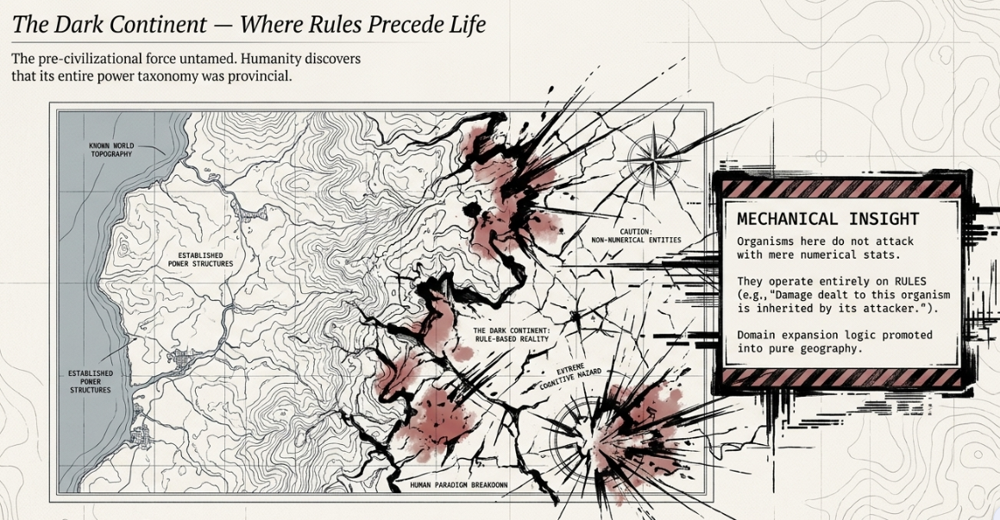 The Dark Continent — Where Rules Precede Life
The pre-civilizational force untamed. Humanity discovers
that its entire power taxonomy was provincial.
KNOWN WORLD
TOPOGRAPHY
ESTABLISHED
POWER STRUCTURES
ESTABLISHED
POWER
STRUCTURES
CAUTION:
NON-NUMERICAL ENTITIES
THE DARK CONTINENT:
RULE-BASED REALITY
EXTREME
COGNITIVE HAZARD
HUMAN PARADIGM BREAKDOWN
MECHANICAL INSIGHT
Organisms here do not attack
with mere numerical stats.
They operate entirely on RULES
(e.g.,"Damage dealt to this organism
is inherited by its attacker.").
Domain expansion logic promoted
into pure geography.